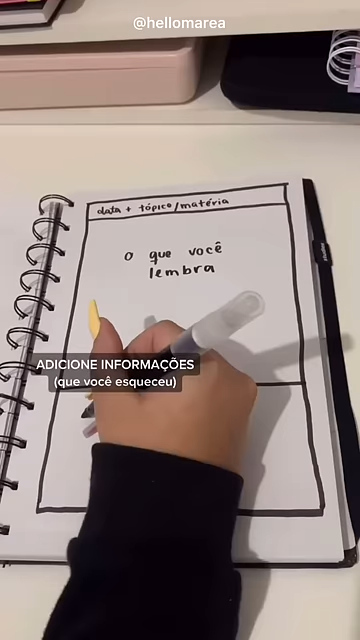 @hellomarea
data + tópico/matéria
o que você
lembra
ADICIONE INFORMAÇÕES
(que você esqueceu)